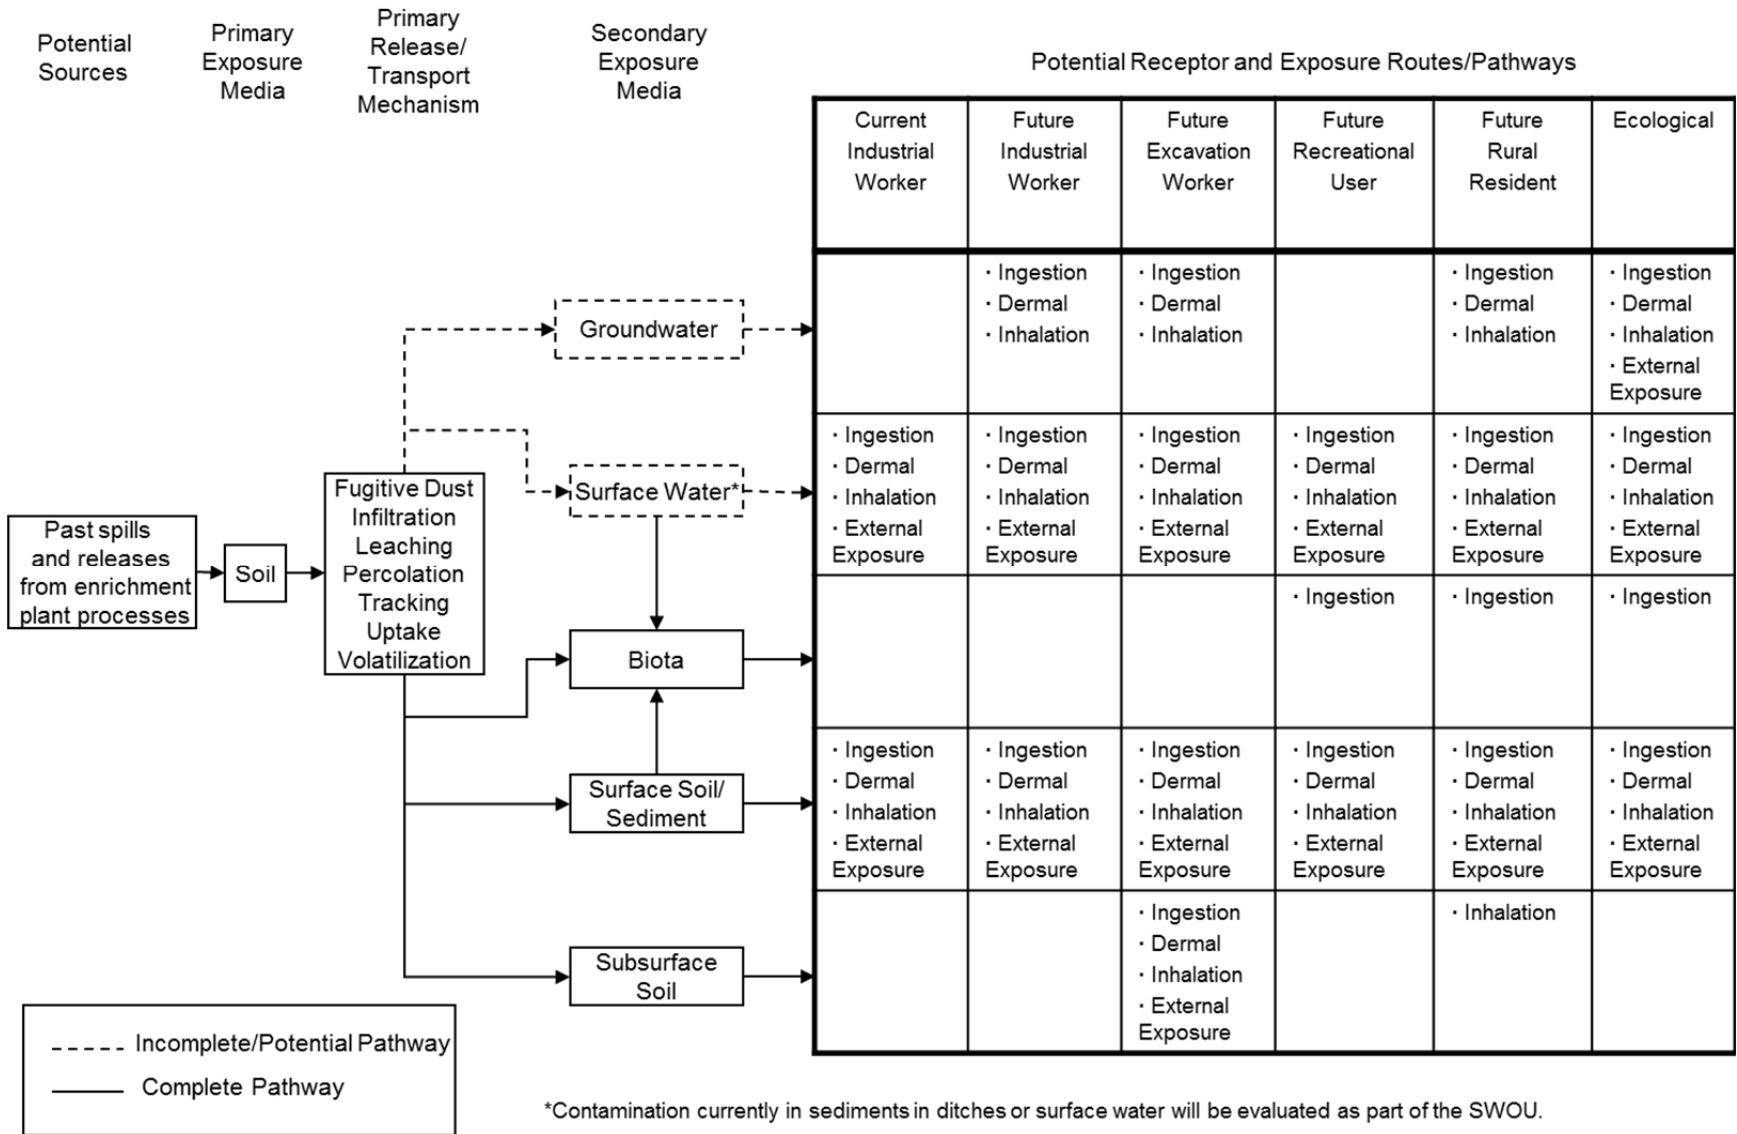 Potential
Sources
Primary
Exposure
Media
Primary
Release/
Transport
Mechanism
Secondary
Exposure
Media
Potential Receptor and Exposure Routes/Pathways
Current
Industrial
Worker
Future
Industrial
Worker
Future
Excavation
Worker
Future
Recreational
User
Future
Rural
Resident
Ecological
Past spills
and releases
from enrichment
plant processes
Soil
Fugitive Dust
Infiltration
Leaching
Percolation
Tracking
Uptake
Volatilization
Groundwater
· Ingestion
· Dermal
· Inhalation
· Ingestion
· Dermal
· Inhalation
· Ingestion
· Dermal
· Inhalation
· Ingestion
· Dermal
· Inhalation
· External
Exposure
Surface Water*
· Ingestion
· Dermal
· Inhalation
· External
Exposure
· Ingestion
· Dermal
· Inhalation
· External
Exposure
· Ingestion
· Dermal
· Inhalation
· External
Exposure
· Ingestion
· Dermal
· Inhalation
· External
Exposure
· Ingestion
· Dermal
· Inhalation
· External
Exposure
· Ingestion
· Dermal
· Inhalation
· External
Exposure
Biota
· Ingestion
· Ingestion
· Ingestion
Surface Soil/
Sediment
· Ingestion
· Dermal
· Inhalation
· External
Exposure
· Ingestion
· Dermal
· Inhalation
· External
Exposure
· Ingestion
· Dermal
· Inhalation
· External
Exposure
· Ingestion
· Dermal
· Inhalation
· External
Exposure
· Ingestion
· Dermal
· Inhalation
· External
Exposure
· Ingestion
· Dermal
· Inhalation
· External
Exposure
Subsurface
Soil
· Ingestion
· Dermal
· Inhalation
· External
Exposure
· Inhalation
Incomplete/Potential Pathway
Complete Pathway
*Contamination currently in sediments in ditches or surface water will be evaluated as part of the SWOU.